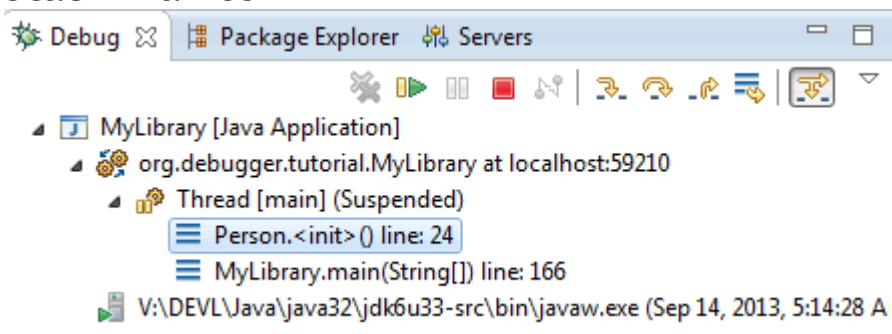 Debug Package Explorer Servers
MyLibrary [Java Application]
org.debugger.tutorial.MyLibrary at localhost:59210
Thread [main] (Suspended)
Person.<init>() line: 24
MyLibrary.main(String[]) line: 166
V:\DEVL\Java\java32\jdk6u33-src\bin\javaw.exe (Sep 14, 2013, 5:14:28 A